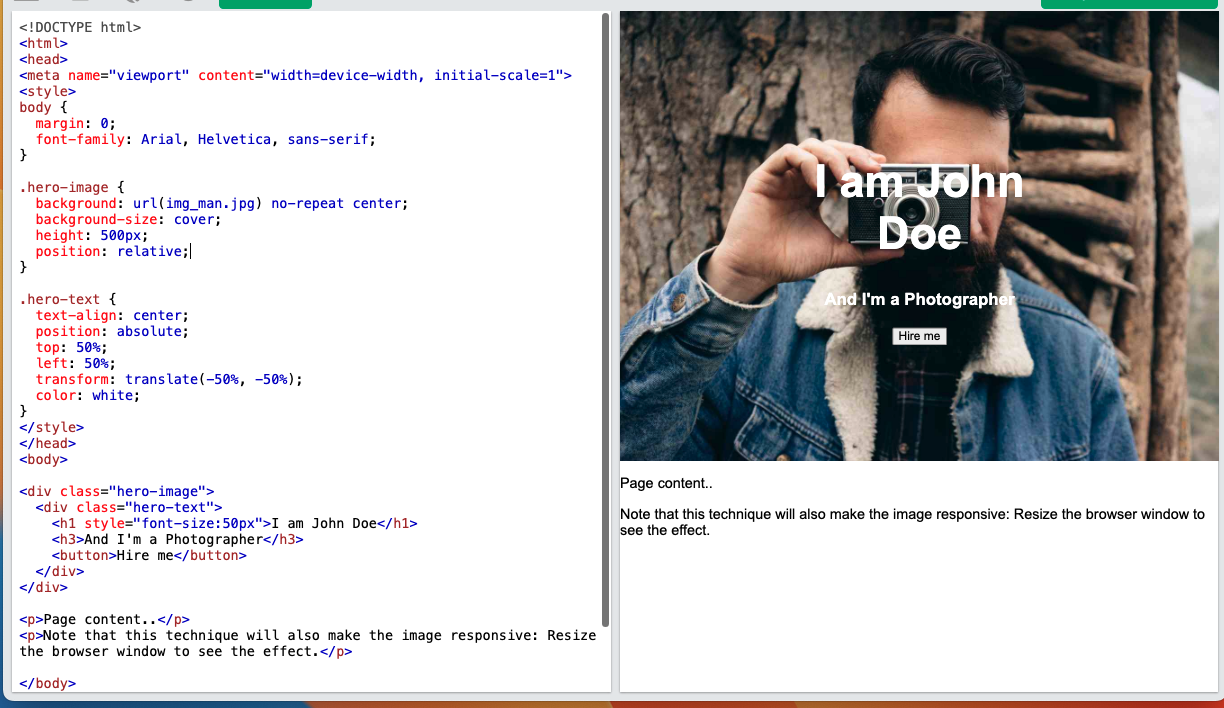 <!DOCTYPE html>
<html>
<head>
<meta name="viewport" content="width=device-width, initial-scale=1">
<style>
body {
  margin: 0;
  font-family: Arial, Helvetica, sans-serif;
}

.hero-image {
  background: url(img_man.jpg) no-repeat center;
  background-size: cover;
  height: 500px;
  position: relative;
}

.hero-text {
  text-align: center;
  position: absolute;
  top: 50%;
  left: 50%;
  transform: translate(-50%, -50%);
  color: white;
}
</style>
</head>
<body>

<div class="hero-image">
  <div class="hero-text">
    <h1 style="font-size:50px">I am John Doe</h1>
    <h3>And I'm a Photographer</h3>
    <button>Hire me</button>
  </div>
</div>

<p>Page content..</p>
<p>Note that this technique will also make the image responsive: Resize
the browser window to see the effect.</p>

</body>
I am John
Doe
And I'm a Photographer
Hire me
Page content..
Note that this technique will also make the image responsive: Resize the browser window to
see the effect.